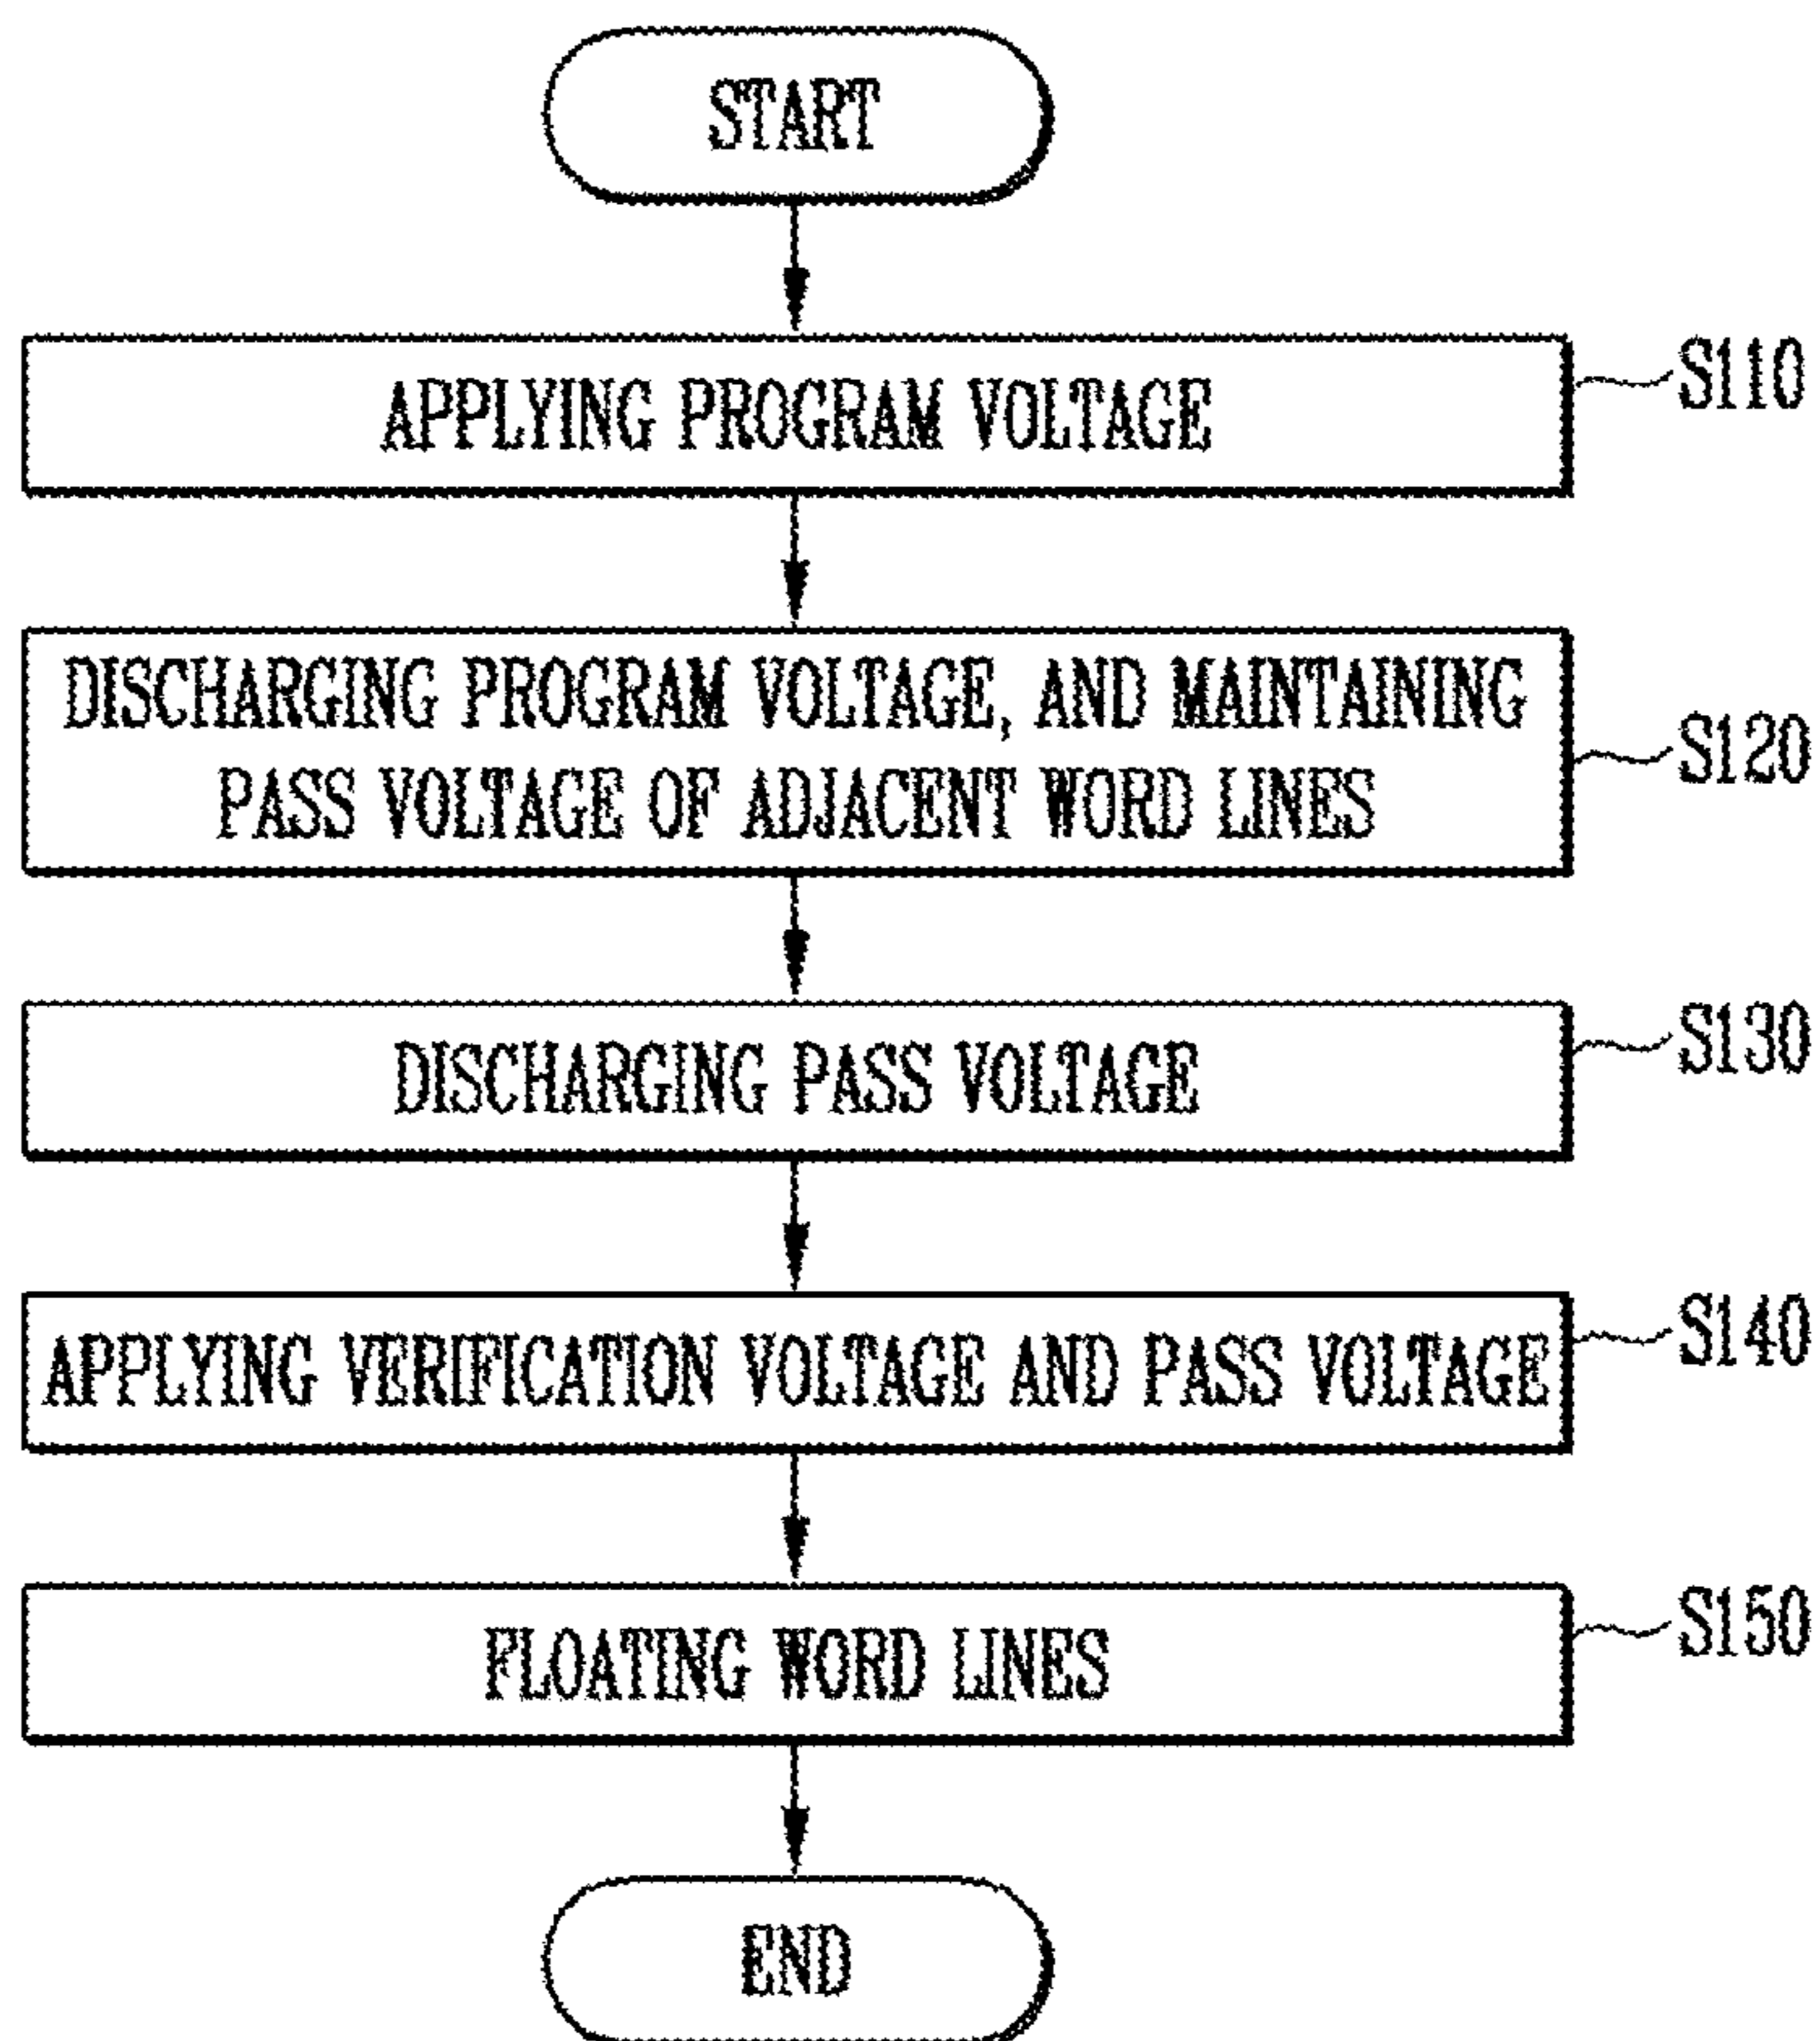 START
APPLYING PROGRAM VOLTAGE
S110
DISCHARGING PROGRAM VOLTAGE, AND MAINTAINING
PASS VOLTAGE OF ADJACENT WORD LINES
S120
DISCHARGING PASS VOLTAGE
S130
APPLYING VERIFICATION VOLTAGE AND PASS VOLTAGE
S140
FLOATING WORD LINES
S150
END